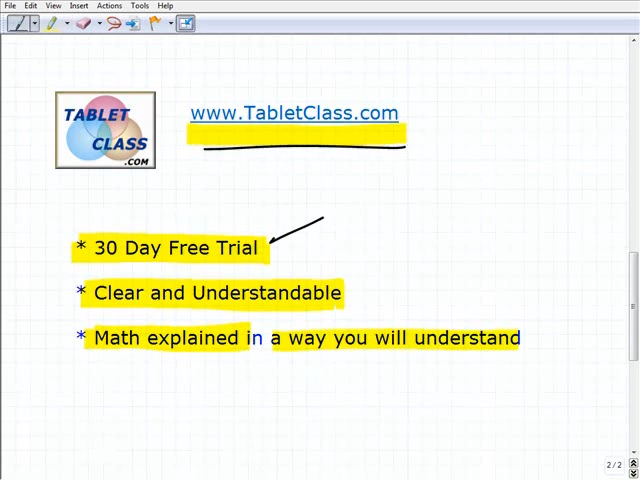 File Edit View Insert Actions Tools Help
TABLET
CLASS
.COM
www.TabletClass.com
* 30 Day Free Trial
* Clear and Understandable
* Math explained in a way you will understand
2 / 2